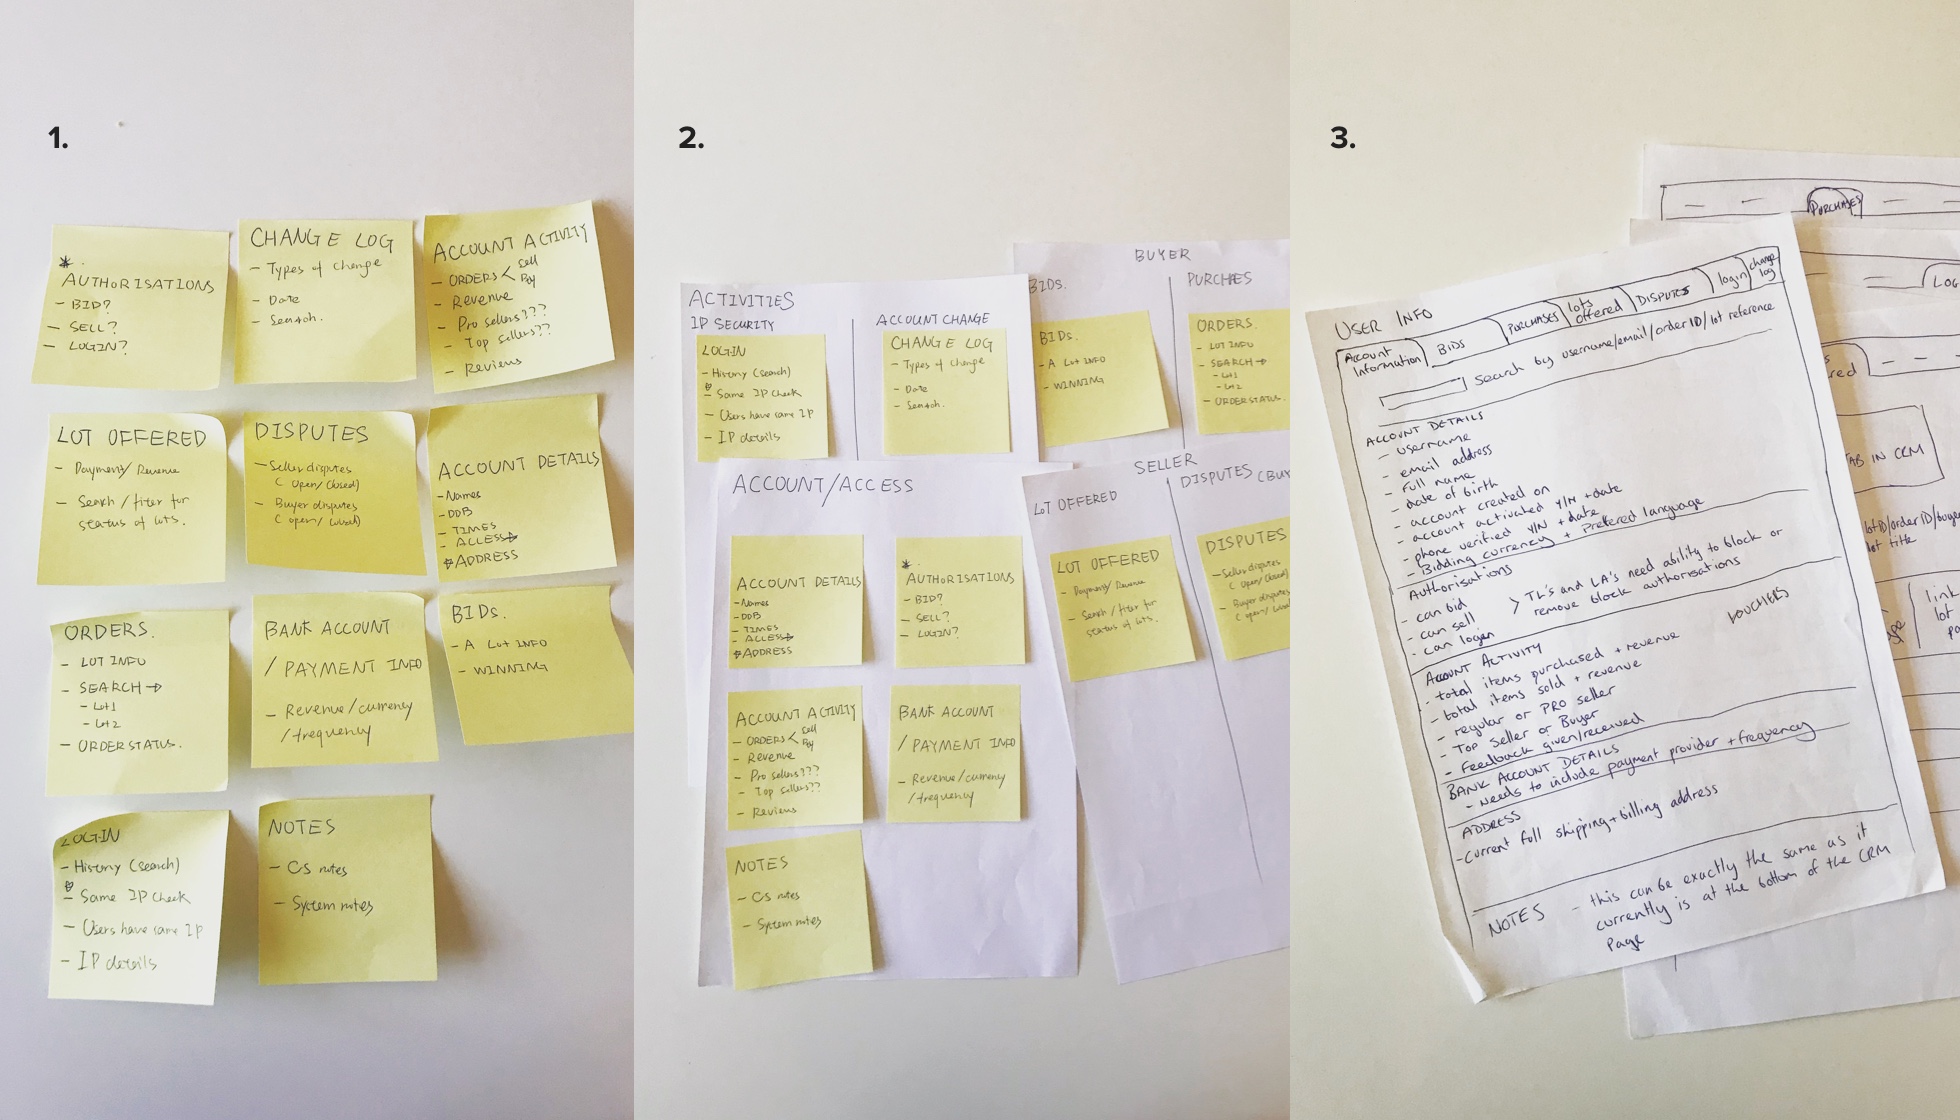 1.
*
AUTHORISATIONS
- BID?
- SELL?
- LOGIN?
CHANGE LOG
- Types of change
- Date
- Search.
ACCOUNT ACTIVITY
- ORDERS < Sell
Buy
- Revenue
- Pro sellers???
- Top sellers???
- Reviews
LOT OFFERED
- Payment/ Revenue
- Search / filter for
status of lots.
DISPUTES
- Seller disputes
( open/ closed)
- Buyer disputes
( open/ closed)
ACCOUNT DETAILS
- Names
- DOB
- TIMES
- ACCESS→
* ADDRESS
ORDERS.
- LOT INFO
- SEARCH →
- Lot1
- Lot2
- ORDER STATUS.
BANK ACCOUNT
/ PAYMENT INFO
- Revenue/currency
/frequency
BIDs.
- A Lot INFO
- WINNING
LOGIN
- History (search)
- Same IP Check
- Users have same IP
- IP details
NOTES
- CS notes
- System notes
2.
ACTIVITIES
IP SECURITY
ACCOUNT CHANGE
LOGIN
- History (search)
- Same IP Check
- Users have same IP
- IP details
CHANGE LOG
- Types of change
- Date
- Search.
BUYER
BIDS.
PURCHES
BIDs.
- A Lot INFO
- WINNING
ORDERS.
- LOT INFO
- SEARCH →
- Lot1
- Lot2
- ORDER STATUS.
ACCOUNT/ACCESS
ACCOUNT DETAILS
- Names
- DOB
- TIMES
- ACCESS→
* ADDRESS
*
AUTHORISATIONS
- BID?
- SELL?
- LOGIN?
ACCOUNT ACTIVITY
- ORDERS < Sell
Buy
- Revenue
- Pro sellers???
- Top sellers???
- Reviews
BANK ACCOUNT
/ PAYMENT INFO
- Revenue/currency
/frequency
NOTES
- CS notes
- System notes
SELLER
LOT OFFERED
DISPUTES (BUY
LOT OFFERED
- Payment/ Revenue
- Search / filter for
status of lots.
DISPUTES
- Seller disputes
( open/ closed)
- Buyer disputes
( open/ closed)
3.
PURCHASES
LOG
red
TAB IN CRM
lotID/orderID/buye
lot title
link
lot
pa
USER INFO
Account
Information
BIDS
PURCHASES
lots
offered
DISPUTES
login
change
log
Search by username/email/order ID/lot reference
ACCOUNT DETAILS
- username
- email address
- full name
- date of birth
- account created on
- account activated Y/N + date
- phone verified Y/N + date
- Bidding currency + Preferred language
Authorisations
- can bid
- can sell
- can login
> TL's and LA's need ability to block or
remove block authorisations
ACCOUNT ACTIVITY
- total items purchased + revenue
- total items sold + revenue
- regular or PRO seller
- Top Seller or Buyer
- Feedback given/received
VOUCHERS
BANK ACCOUNT DETAILS
- Needs to include payment provider + frequency
ADDRESS
- Current full shipping + billing address
NOTES
- this can be exactly the same as it
currently is at the bottom of the CRM
page